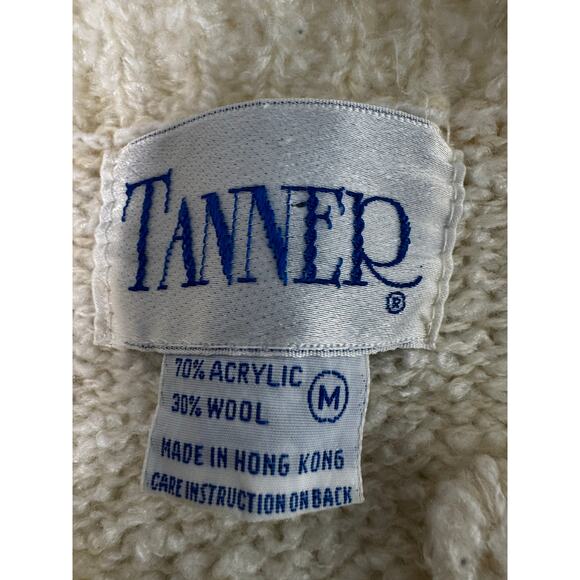 TANNER®
70% ACRYLIC
30% WOOL
M
MADE IN HONG KONG
CARE INSTRUCTION ON BACK